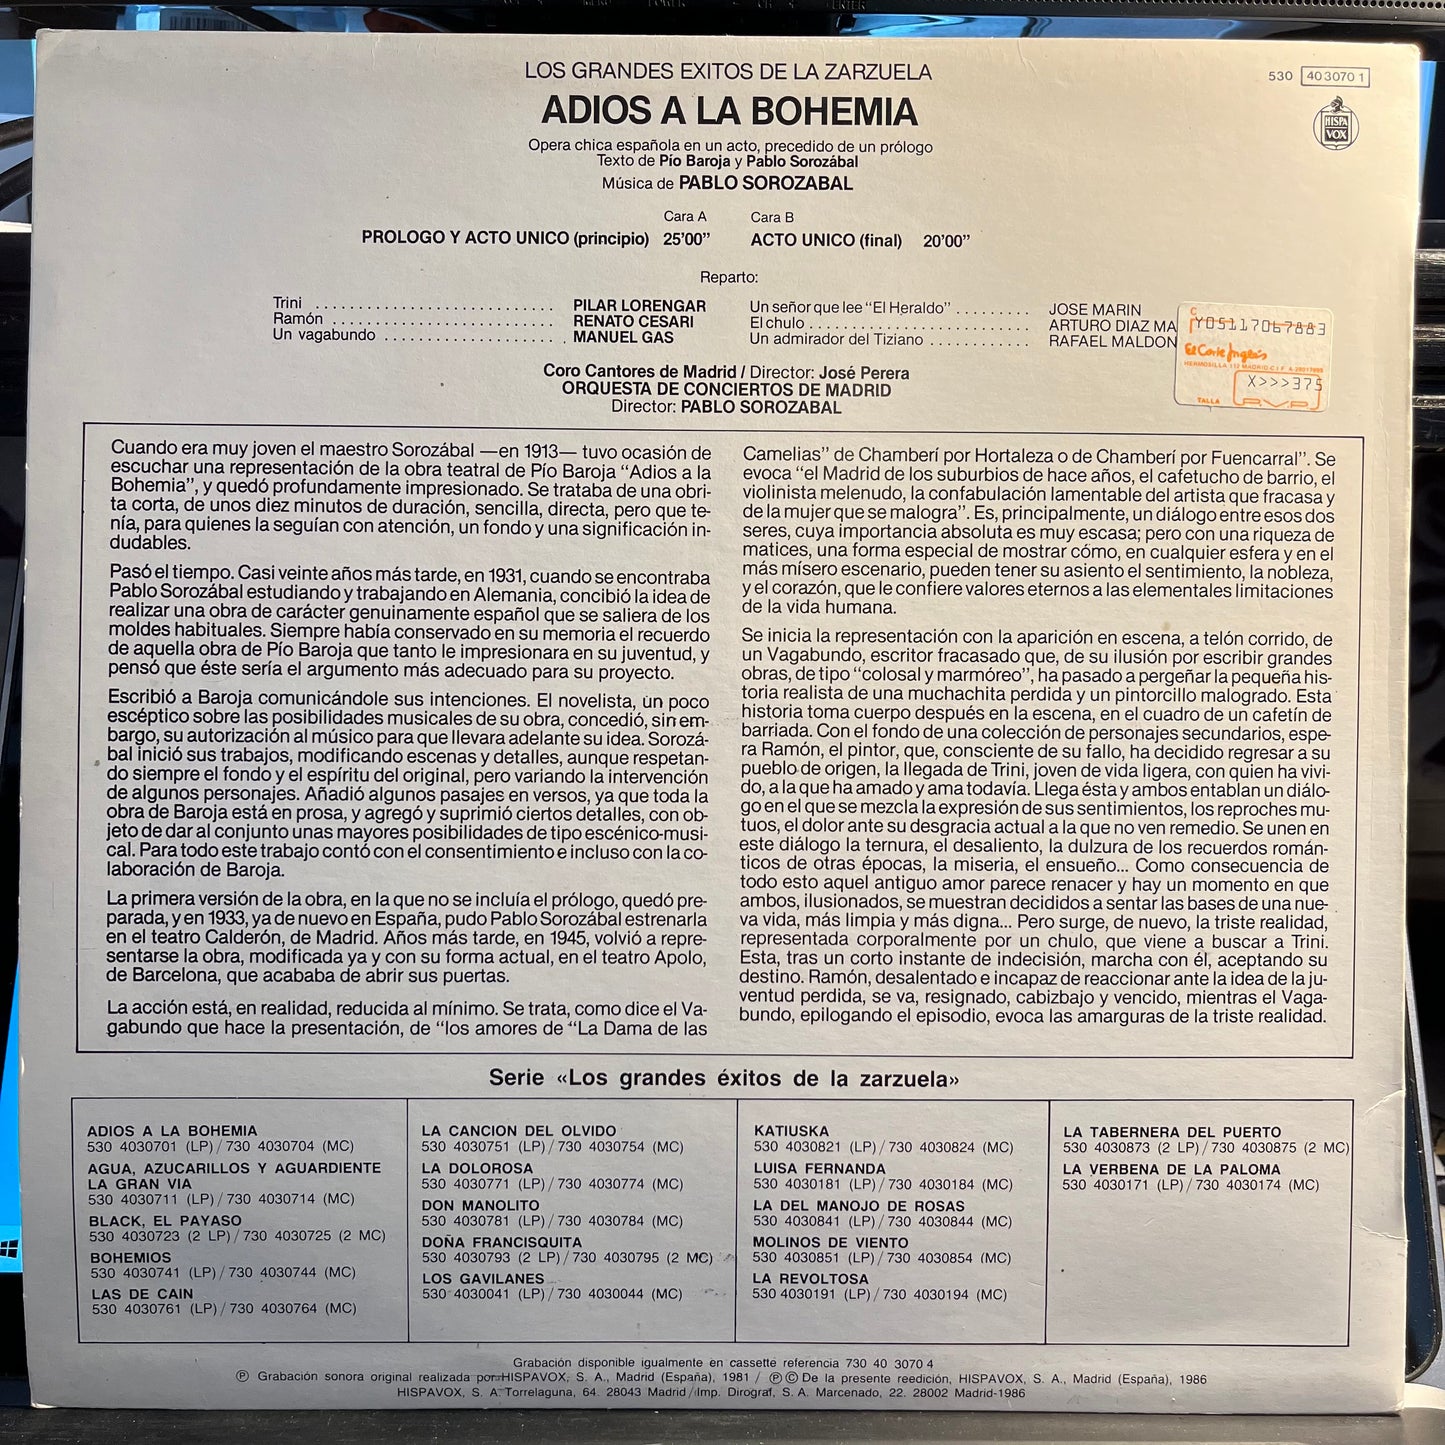 LOS GRANDES EXITOS DE LA ZARZUELA
530 40 3070 1
ADIOS A LA BOHEMIA
HISPA
VOX
Opera chica española en un acto, precedido de un prólogo
Texto de Pío Baroja y Pablo Sorozábal
Música de PABLO SOROZABAL
Cara A
PROLOGO Y ACTO UNICO (principio) 25'00"
Cara B
ACTO UNICO (final) 20'00"
Reparto:
Trini .......................... PILAR LORENGAR
Ramón ........................ RENATO CESARI
Un vagabundo .................. MANUEL GAS
Un señor que lee "El Heraldo" ......... JOSE MARIN
El chulo .......................... ARTURO DIAZ MA
Un admirador del Tiziano ............ RAFAEL MALDON
Y05117067883
El Corte Inglés
HERMOSILLA 112 MADRID C.I.F. A-28017895
X>>>375
TALLA P.V.P.
Coro Cantores de Madrid / Director: José Perera
ORQUESTA DE CONCIERTOS DE MADRID
Director: PABLO SOROZABAL
Cuando era muy joven el maestro Sorozábal —en 1913— tuvo ocasión de
escuchar una representación de la obra teatral de Pío Baroja "Adios a la
Bohemia", y quedó profundamente impresionado. Se trataba de una obri-
ta corta, de unos diez minutos de duración, sencilla, directa, pero que te-
nía, para quienes la seguían con atención, un fondo y una significación in-
dudables.
Pasó el tiempo. Casi veinte años más tarde, en 1931, cuando se encontraba
Pablo Sorozábal estudiando y trabajando en Alemania, concibió la idea de
realizar una obra de carácter genuinamente español que se saliera de los
moldes habituales. Siempre había conservado en su memoria el recuerdo
de aquella obra de Pío Baroja que tanto le impresionara en su juventud, y
pensó que éste sería el argumento más adecuado para su proyecto.
Escribió a Baroja comunicándole sus intenciones. El novelista, un poco
escéptico sobre las posibilidades musicales de su obra, concedió, sin em-
bargo, su autorización al músico para que llevara adelante su idea. Sorozá-
bal inició sus trabajos, modificando escenas y detalles, aunque respetan-
do siempre el fondo y el espíritu del original, pero variando la intervención
de algunos personajes. Añadió algunos pasajes en versos, ya que toda la
obra de Baroja está en prosa, y agregó y suprimió ciertos detalles, con ob-
jeto de dar al conjunto unas mayores posibilidades de tipo escénico-musi-
cal. Para todo este trabajo contó con el consentimiento e incluso con la co-
laboración de Baroja.
La primera versión de la obra, en la que no se incluía el prólogo, quedó pre-
parada, y en 1933, ya de nuevo en España, pudo Pablo Sorozábal estrenarla
en el teatro Calderón, de Madrid. Años más tarde, en 1945, volvió a repre-
sentarse la obra, modificada ya y con su forma actual, en el teatro Apolo,
de Barcelona, que acababa de abrir sus puertas.
La acción está, en realidad, reducida al mínimo. Se trata, como dice el Va-
gabundo que hace la presentación, de "los amores de "La Dama de las
Camelias" de Chamberí por Hortaleza o de Chamberí por Fuencarral". Se
evoca "el Madrid de los suburbios de hace años, el cafetucho de barrio, el
violinista melenudo, la confabulación lamentable del artista que fracasa y
de la mujer que se malogra". Es, principalmente, un diálogo entre esos dos
seres, cuya importancia absoluta es muy escasa; pero con una riqueza de
matices, una forma especial de mostrar cómo, en cualquier esfera y en el
más mísero escenario, pueden tener su asiento el sentimiento, la nobleza,
y el corazón, que le confiere valores eternos a las elementales limitaciones
de la vida humana.
Se inicia la representación con la aparición en escena, a telón corrido, de
un Vagabundo, escritor fracasado que, de su ilusión por escribir grandes
obras, de tipo "colosal y marmóreo", ha pasado a pergeñar la pequeña his-
toria realista de una muchachita perdida y un pintorcillo malogrado. Esta
historia toma cuerpo después en la escena, en el cuadro de un cafetín de
barriada. Con el fondo de una colección de personajes secundarios, espe-
ra Ramón, el pintor, que, consciente de su fallo, ha decidido regresar a su
pueblo de origen, la llegada de Trini, joven de vida ligera, con quien ha vivi-
do, a la que ha amado y ama todavía. Llega ésta y ambos entablan un diálo-
go en el que se mezcla la expresión de sus sentimientos, los reproches mu-
tuos, el dolor ante su desgracia actual a la que no ven remedio. Se unen en
este diálogo la ternura, el desaliento, la dulzura de los recuerdos román-
ticos de otras épocas, la miseria, el ensueño... Como consecuencia de
todo esto aquel antiguo amor parece renacer y hay un momento en que
ambos, ilusionados, se muestran decididos a sentar las bases de una nue-
va vida, más limpia y más digna... Pero surge, de nuevo, la triste realidad,
representada corporalmente por un chulo, que viene a buscar a Trini.
Esta, tras un corto instante de indecisión, marcha con él, aceptando su
destino. Ramón, desalentado e incapaz de reaccionar ante la idea de la ju-
ventud perdida, se va, resignado, cabizbajo y vencido, mientras el Vaga-
bundo, epilogando el episodio, evoca las amarguras de la triste realidad.
Serie «Los grandes éxitos de la zarzuela»
ADIOS A LA BOHEMIA
530 4030701 (LP)/730 4030704 (MC)
AGUA, AZUCARILLOS Y AGUARDIENTE
LA GRAN VIA
530 4030711 (LP)/730 4030714 (MC)
BLACK, EL PAYASO
530 4030723 (2 LP)/730 4030725 (2 MC)
BOHEMIOS
530 4030741 (LP)/730 4030744 (MC)
LAS DE CAIN
530 4030761 (LP)/730 4030764 (MC)
LA CANCION DEL OLVIDO
530 4030751 (LP)/730 4030754 (MC)
LA DOLOROSA
530 4030771 (LP)/730 4030774 (MC)
DON MANOLITO
530 4030781 (LP)/730 4030784 (MC)
DOÑA FRANCISQUITA
530 4030793 (2 LP)/730 4030795 (2 MC)
LOS GAVILANES
530 4030041 (LP)/730 4030044 (MC)
KATIUSKA
530 4030821 (LP)/730 4030824 (MC)
LUISA FERNANDA
530 4030181 (LP)/730 4030184 (MC)
LA DEL MANOJO DE ROSAS
530 4030841 (LP)/730 4030844 (MC)
MOLINOS DE VIENTO
530 4030851 (LP)/730 4030854 (MC)
LA REVOLTOSA
530 4030191 (LP)/730 4030194 (MC)
LA TABERNERA DEL PUERTO
530 4030873 (2 LP)/730 4030875 (2 MC)
LA VERBENA DE LA PALOMA
530 4030171 (LP)/730 4030174 (MC)
Grabación disponible igualmente en cassette referencia 730 40 3070 4
Ⓟ Grabación sonora original realizada por HISPAVOX, S. A., Madrid (España), 1981 / Ⓟ Ⓒ De la presente reedición, HISPAVOX, S. A., Madrid (España), 1986
HISPAVOX, S. A. Torrelaguna, 64. 28043 Madrid/Imp. Dirograf, S. A. Marcenado, 22. 28002 Madrid-1986